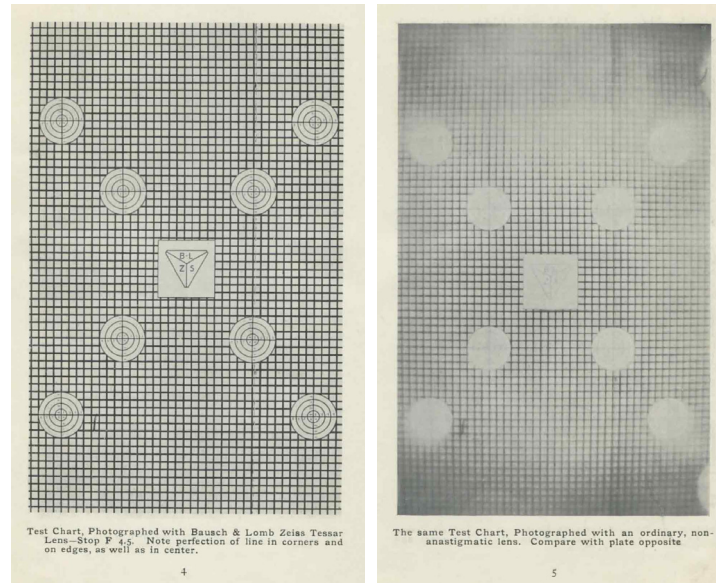 B·L
Z S
Test Chart, Photographed with Bausch & Lomb Zeiss Tessar
Lens—Stop F 4.5. Note perfection of line in corners and
on edges, as well as in center.
4
The same Test Chart, Photographed with an ordinary, non-
anastigmatic lens. Compare with plate opposite
5